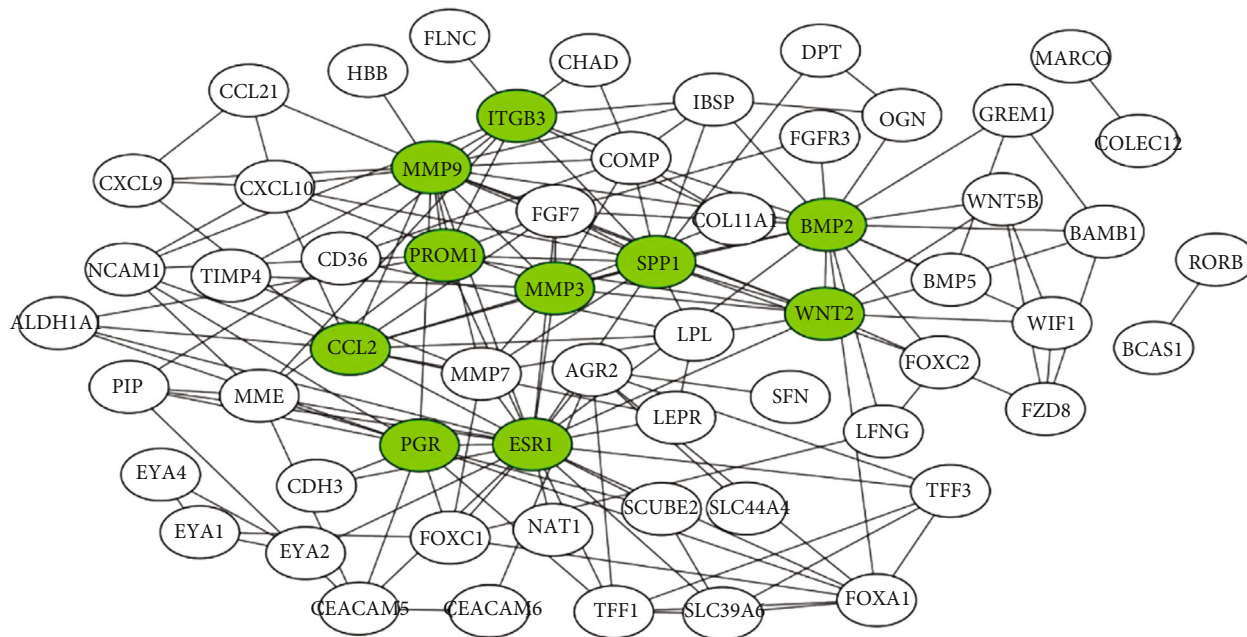 FLNC
DPT
MARCO
HBB
CHAD
CCL21
IBSP
ITGB3
OGN
GREM1
FGFR3
COLEC12
MMP9
COMP
CXCL9
CXCL10
WNT5B
FGF7
COL11A1
BMP2
BAMB1
NCAM1
TIMP4
CD36
PROM1
SPP1
RORB
MMP3
BMP5
ALDH1A1
WNT2
WIF1
CCL2
LPL
BCAS1
FOXC2
PIP
MME
MMP7
AGR2
SFN
LEPR
FZD8
PGR
ESR1
LFNG
EYA4
CDH3
TFF3
SCUBE2
SLC44A4
EYA1
EYA2
FOXC1
NAT1
CEACAM5
CEACAM6
TFF1
SLC39A6
FOXA1